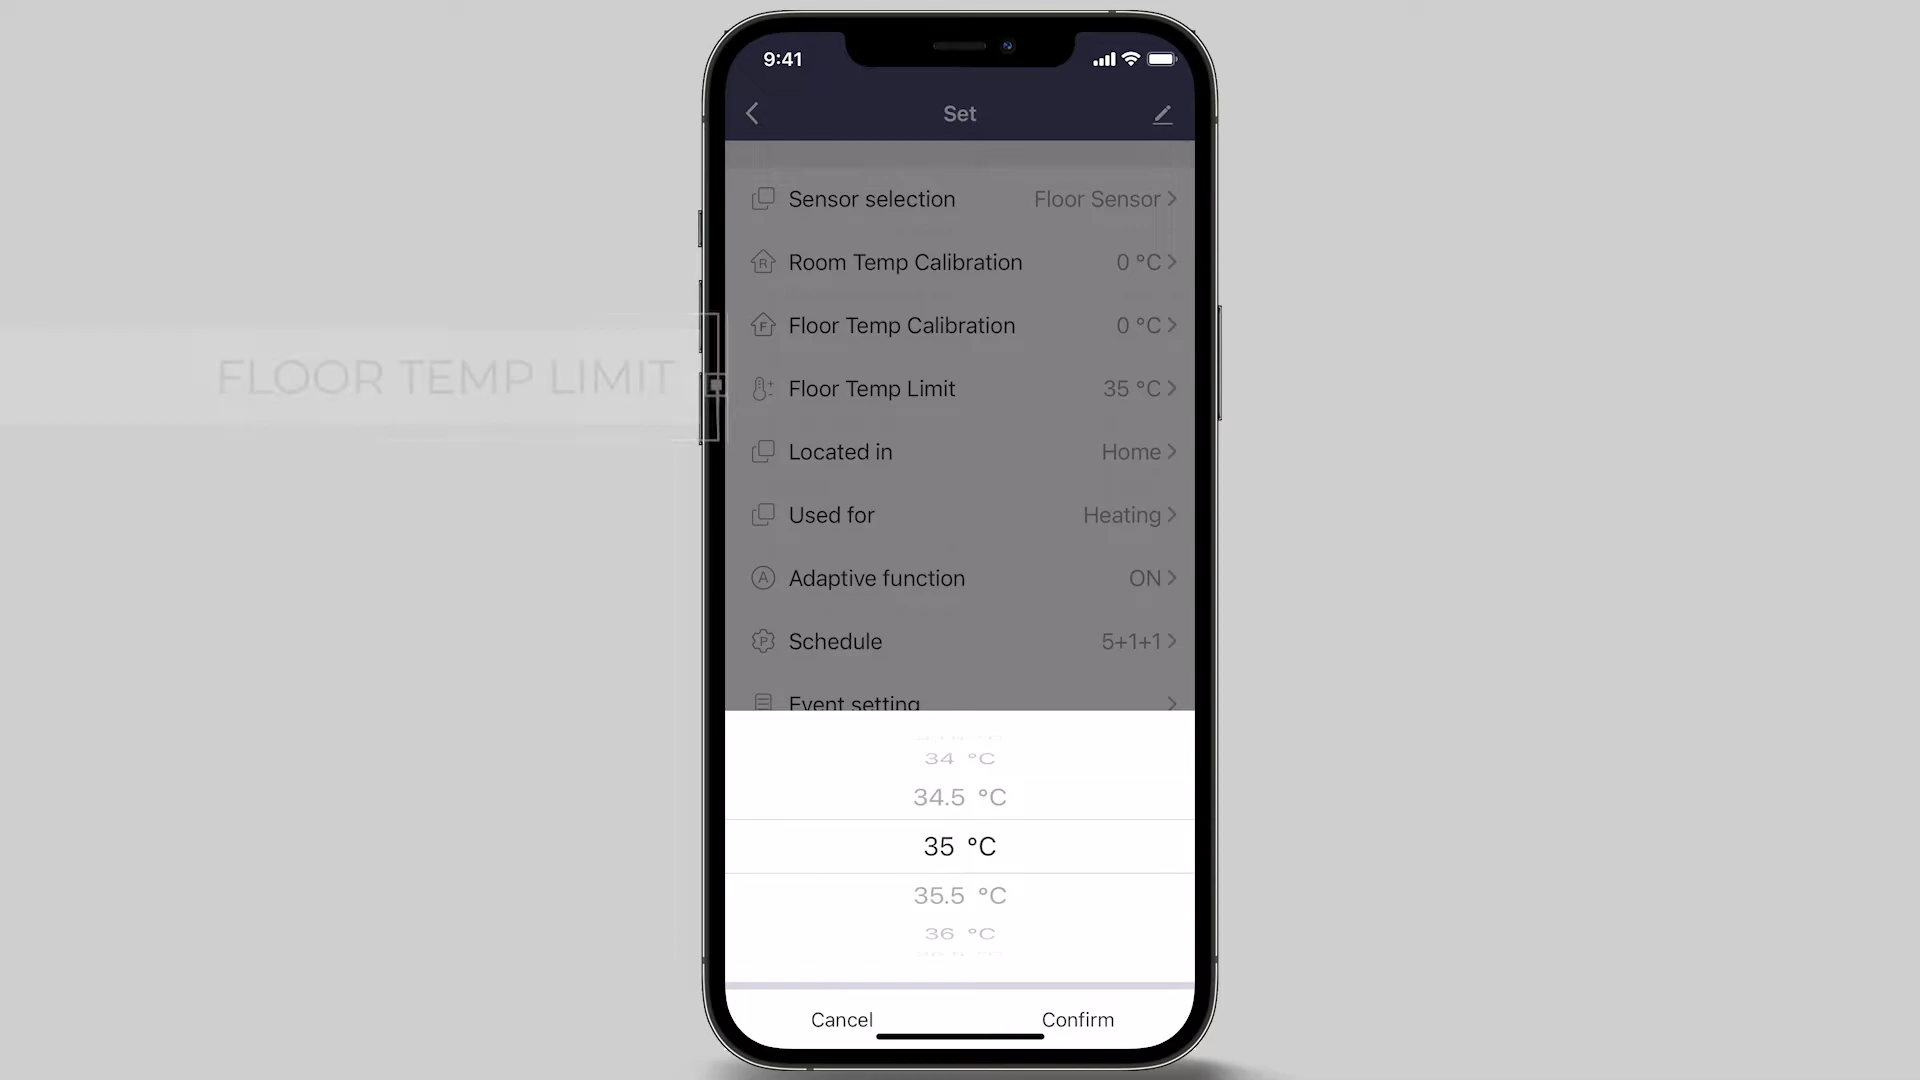 9:41
Set
Sensor selection Floor Sensor
Room Temp Calibration 0 °C
Floor Temp Calibration 0 °C
FLOOR TEMP LIMIT
Floor Temp Limit 35 °C
Located in Home
Used for Heating
Adaptive function ON
Schedule 5+1+1
Event setting
34 °C
34.5 °C
35 °C
35.5 °C
36 °C
Cancel Confirm